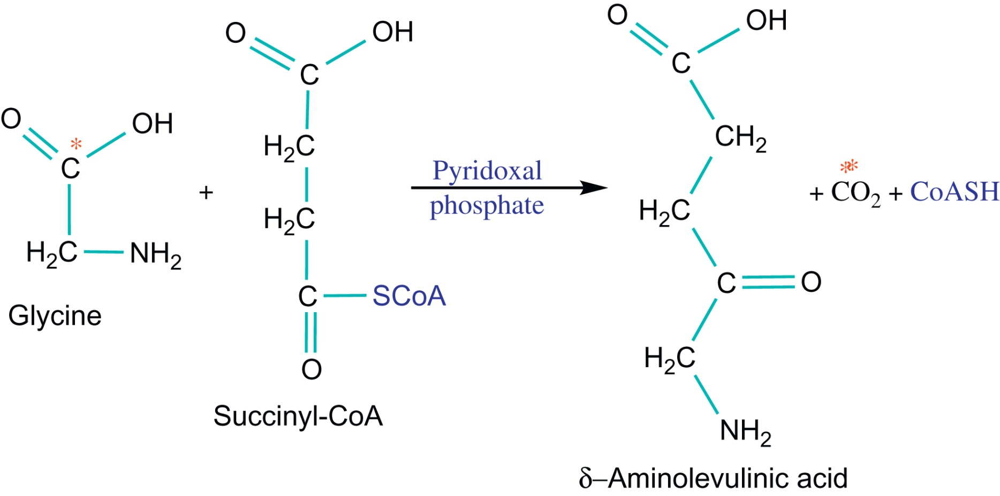 O
OH
*
C
H₂C
NH₂
Glycine
+
O
OH
C
H₂C
H₂C
C
SCoA
O
Succinyl-CoA
Pyridoxal
phosphate
O
OH
C
CH₂
H₂C
C
O
H₂C
NH₂
δ–Aminolevulinic acid
**
+ CO₂ + CoASH